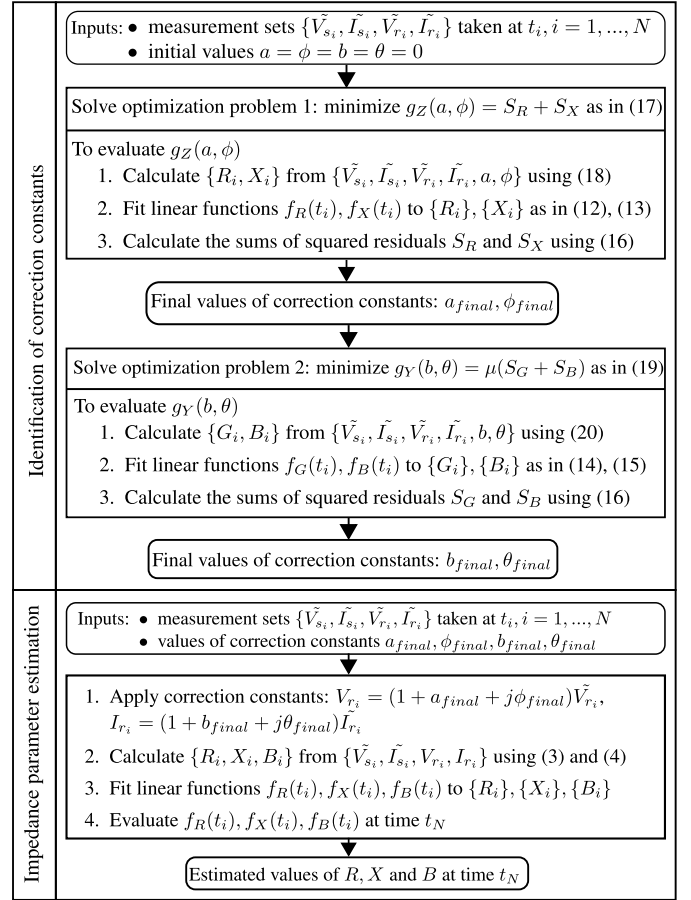 Identification of correction constants
Inputs: • measurement sets {Ṽ_{s_i}, Ĩ_{s_i}, Ṽ_{r_i}, Ĩ_{r_i}} taken at t_i, i = 1, ..., N
• initial values a = ϕ = b = θ = 0
Solve optimization problem 1: minimize g_Z(a, ϕ) = S_R + S_X as in (17)
To evaluate g_Z(a, ϕ)
1. Calculate {R_i, X_i} from {Ṽ_{s_i}, Ĩ_{s_i}, Ṽ_{r_i}, Ĩ_{r_i}, a, ϕ} using (18)
2. Fit linear functions f_R(t_i), f_X(t_i) to {R_i}, {X_i} as in (12), (13)
3. Calculate the sums of squared residuals S_R and S_X using (16)
Final values of correction constants: a_{final}, ϕ_{final}
Solve optimization problem 2: minimize g_Y(b, θ) = μ(S_G + S_B) as in (19)
To evaluate g_Y(b, θ)
1. Calculate {G_i, B_i} from {Ṽ_{s_i}, Ĩ_{s_i}, Ṽ_{r_i}, Ĩ_{r_i}, b, θ} using (20)
2. Fit linear functions f_G(t_i), f_B(t_i) to {G_i}, {B_i} as in (14), (15)
3. Calculate the sums of squared residuals S_G and S_B using (16)
Final values of correction constants: b_{final}, θ_{final}
Impedance parameter estimation
Inputs: • measurement sets {Ṽ_{s_i}, Ĩ_{s_i}, Ṽ_{r_i}, Ĩ_{r_i}} taken at t_i, i = 1, ..., N
• values of correction constants a_{final}, ϕ_{final}, b_{final}, θ_{final}
1. Apply correction constants: V_{r_i} = (1 + a_{final} + jϕ_{final})Ṽ_{r_i},
I_{r_i} = (1 + b_{final} + jθ_{final})Ĩ_{r_i}
2. Calculate {R_i, X_i, B_i} from {Ṽ_{s_i}, Ĩ_{s_i}, V_{r_i}, I_{r_i}} using (3) and (4)
3. Fit linear functions f_R(t_i), f_X(t_i), f_B(t_i) to {R_i}, {X_i}, {B_i}
4. Evaluate f_R(t_i), f_X(t_i), f_B(t_i) at time t_N
Estimated values of R, X and B at time t_N